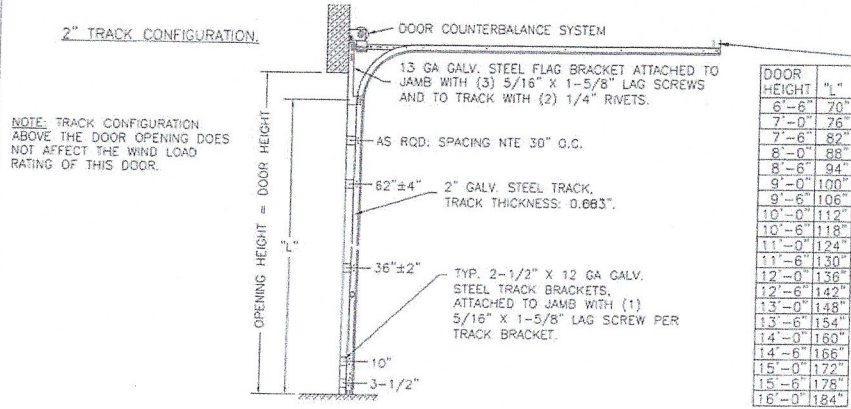 2" TRACK CONFIGURATION.
DOOR COUNTERBALANCE SYSTEM
13 GA GALV. STEEL FLAG BRACKET ATTACHED TO
JAMB WITH (3) 5/16" X 1-5/8" LAG SCREWS
AND TO TRACK WITH (2) 1/4" RIVETS.
NOTE: TRACK CONFIGURATION
ABOVE THE DOOR OPENING DOES
NOT AFFECT THE WIND LOAD
RATING OF THIS DOOR.
AS RQD: SPACING NTE 30" O.C.
62"±4"
2" GALV. STEEL TRACK,
TRACK THICKNESS: 0.683".
OPENING HEIGHT = DOOR HEIGHT
"L"
36"±2"
TYP. 2-1/2" X 12 GA GALV.
STEEL TRACK BRACKETS,
ATTACHED TO JAMB WITH (1)
5/16" X 1-5/8" LAG SCREW PER
TRACK BRACKET.
10"
3-1/2"
DOOR HEIGHT "L"
6'-6" 70"
7'-0" 76"
7'-6" 82"
8'-0" 88"
8'-6" 94"
9'-0" 100"
9'-6" 106"
10'-0" 112"
10'-6" 118"
11'-0" 124"
11'-6" 130"
12'-0" 136"
12'-6" 142"
13'-0" 148"
13'-6" 154"
14'-0" 160"
14'-6" 166"
15'-0" 172"
15'-6" 178"
16'-0" 184"